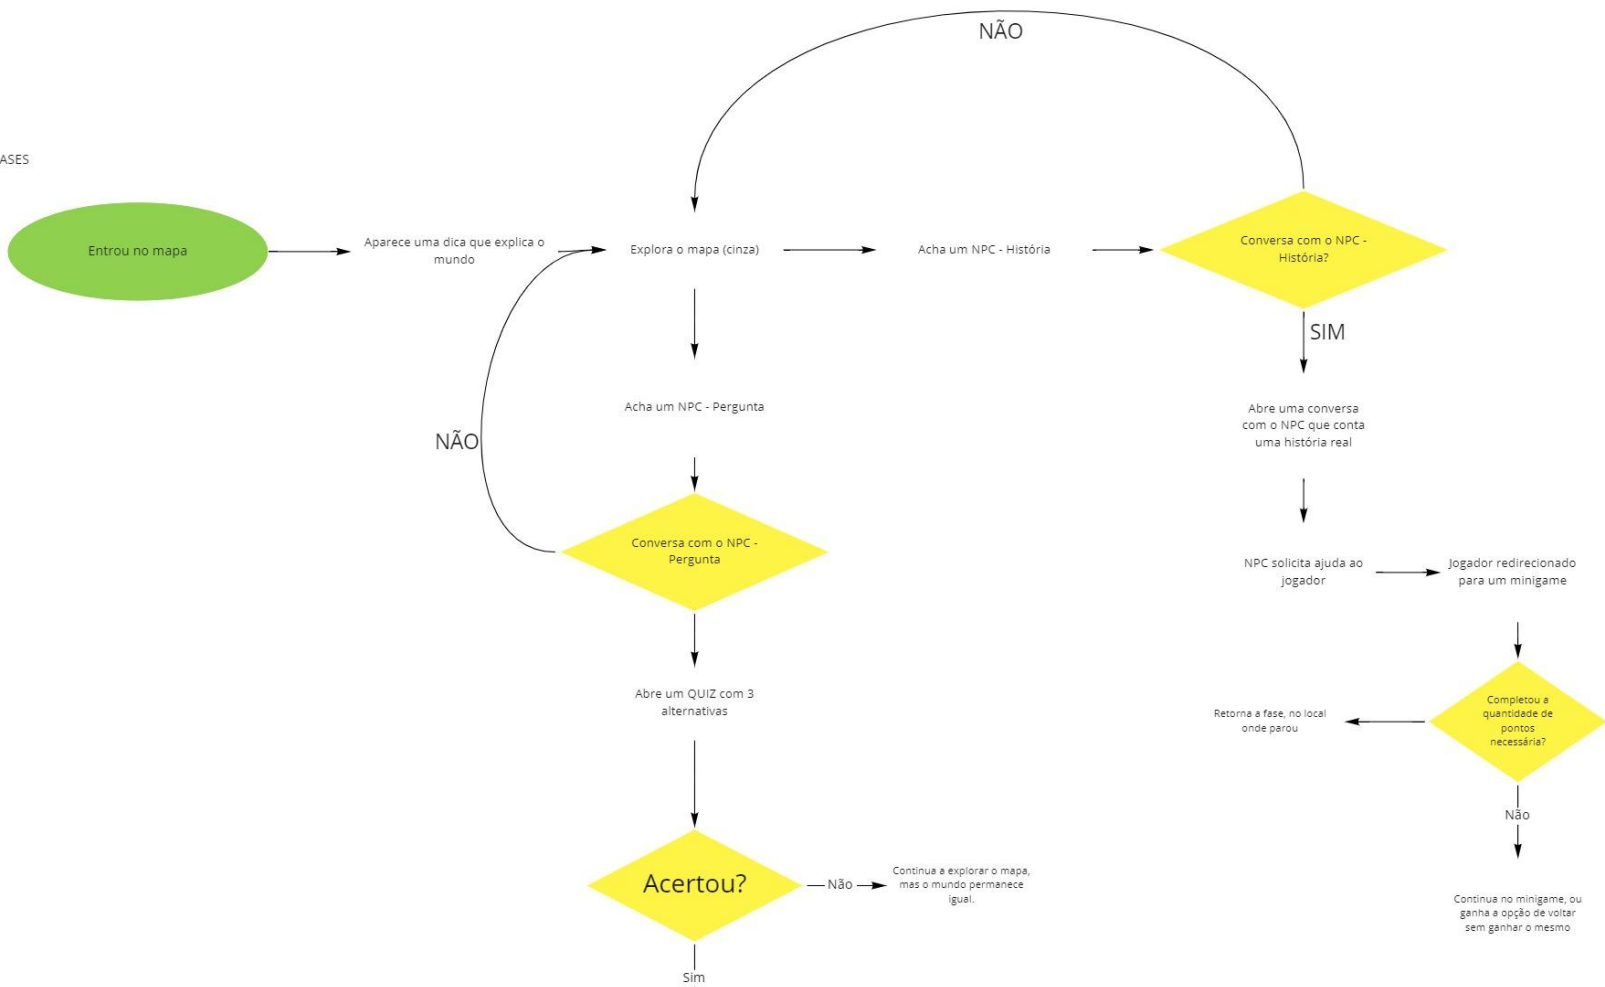 NÃO
ASES
Entrou no mapa
Aparece uma dica que explica o
mundo
Explora o mapa (cinza)
Acha um NPC - História
Conversa com o NPC -
História?
SIM
Acha um NPC - Pergunta
Abre uma conversa
com o NPC que conta
uma história real
NÃO
Conversa com o NPC -
Pergunta
NPC solicita ajuda ao
jogador
Jogador redirecionado
para um minigame
Abre um QUIZ com 3
alternativas
Retorna a fase, no local
onde parou
Completou a
quantidade de
pontos
necessária?
Não
Acertou?
Não
Continua a explorar o mapa,
mas o mundo permanece
igual.
Continua no minigame, ou
ganha a opção de voltar
sem ganhar o mesmo
Sim